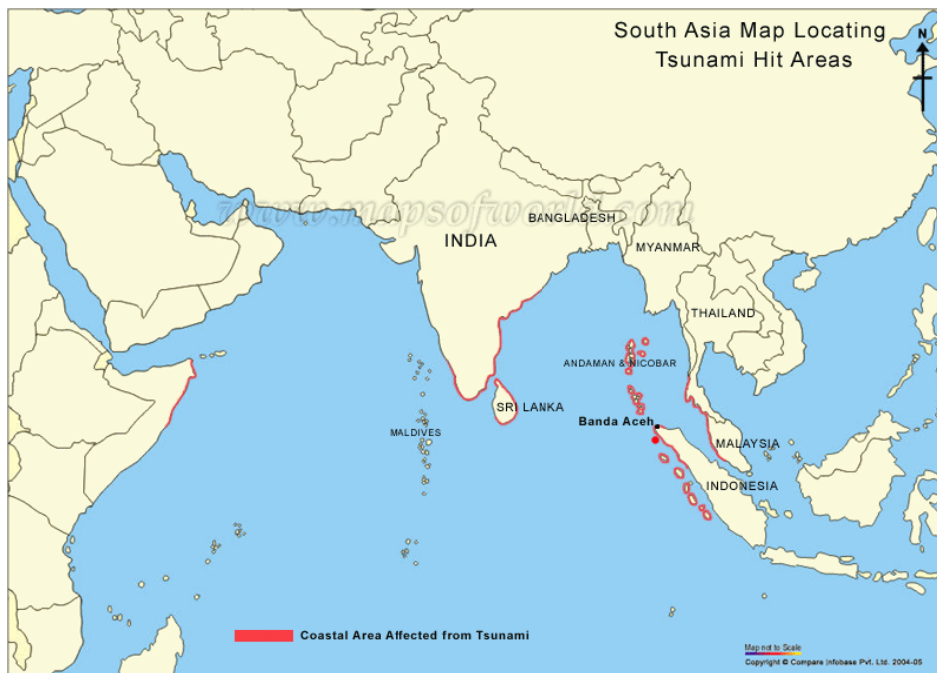 South Asia Map Locating
Tsunami Hit Areas
N
www.mapsofworld.com
BANGLADESH
INDIA
MYANMAR
THAILAND
ANDAMAN & NICOBAR
SRI LANKA
Banda Aceh
MALDIVES
MALAYSIA
INDONESIA
Coastal Area Affected from Tsunami
Map not to Scale
Copyright © Compare Infobase Pvt. Ltd. 2004-05